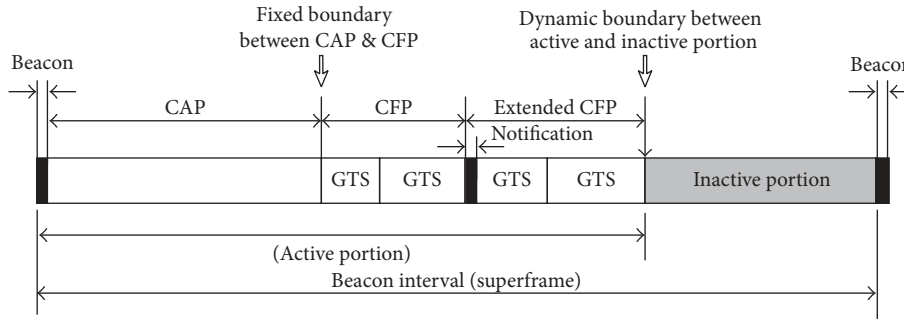 Fixed boundary
between CAP & CFP
Dynamic boundary between
active and inactive portion
Beacon
Beacon
CAP
CFP
Extended CFP
Notification
GTS
GTS
GTS
GTS
Inactive portion
(Active portion)
Beacon interval (superframe)